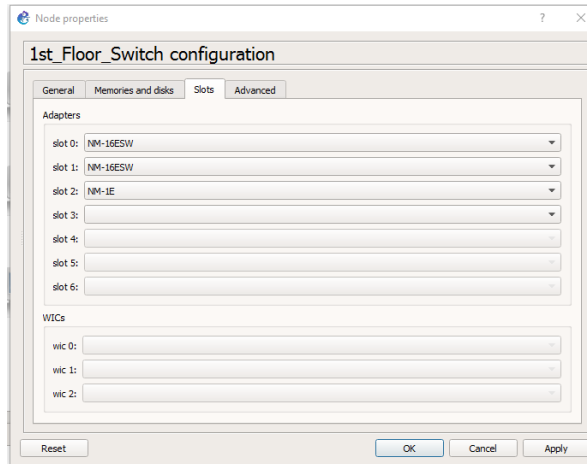 Node properties
1st_Floor_Switch configuration
General Memories and disks Slots Advanced
Adapters
slot 0: NM-16ESW
slot 1: NM-16ESW
slot 2: NM-1E
slot 3:
slot 4:
slot 5:
slot 6:
WICs
wic 0:
wic 1:
wic 2:
Reset OK Cancel Apply